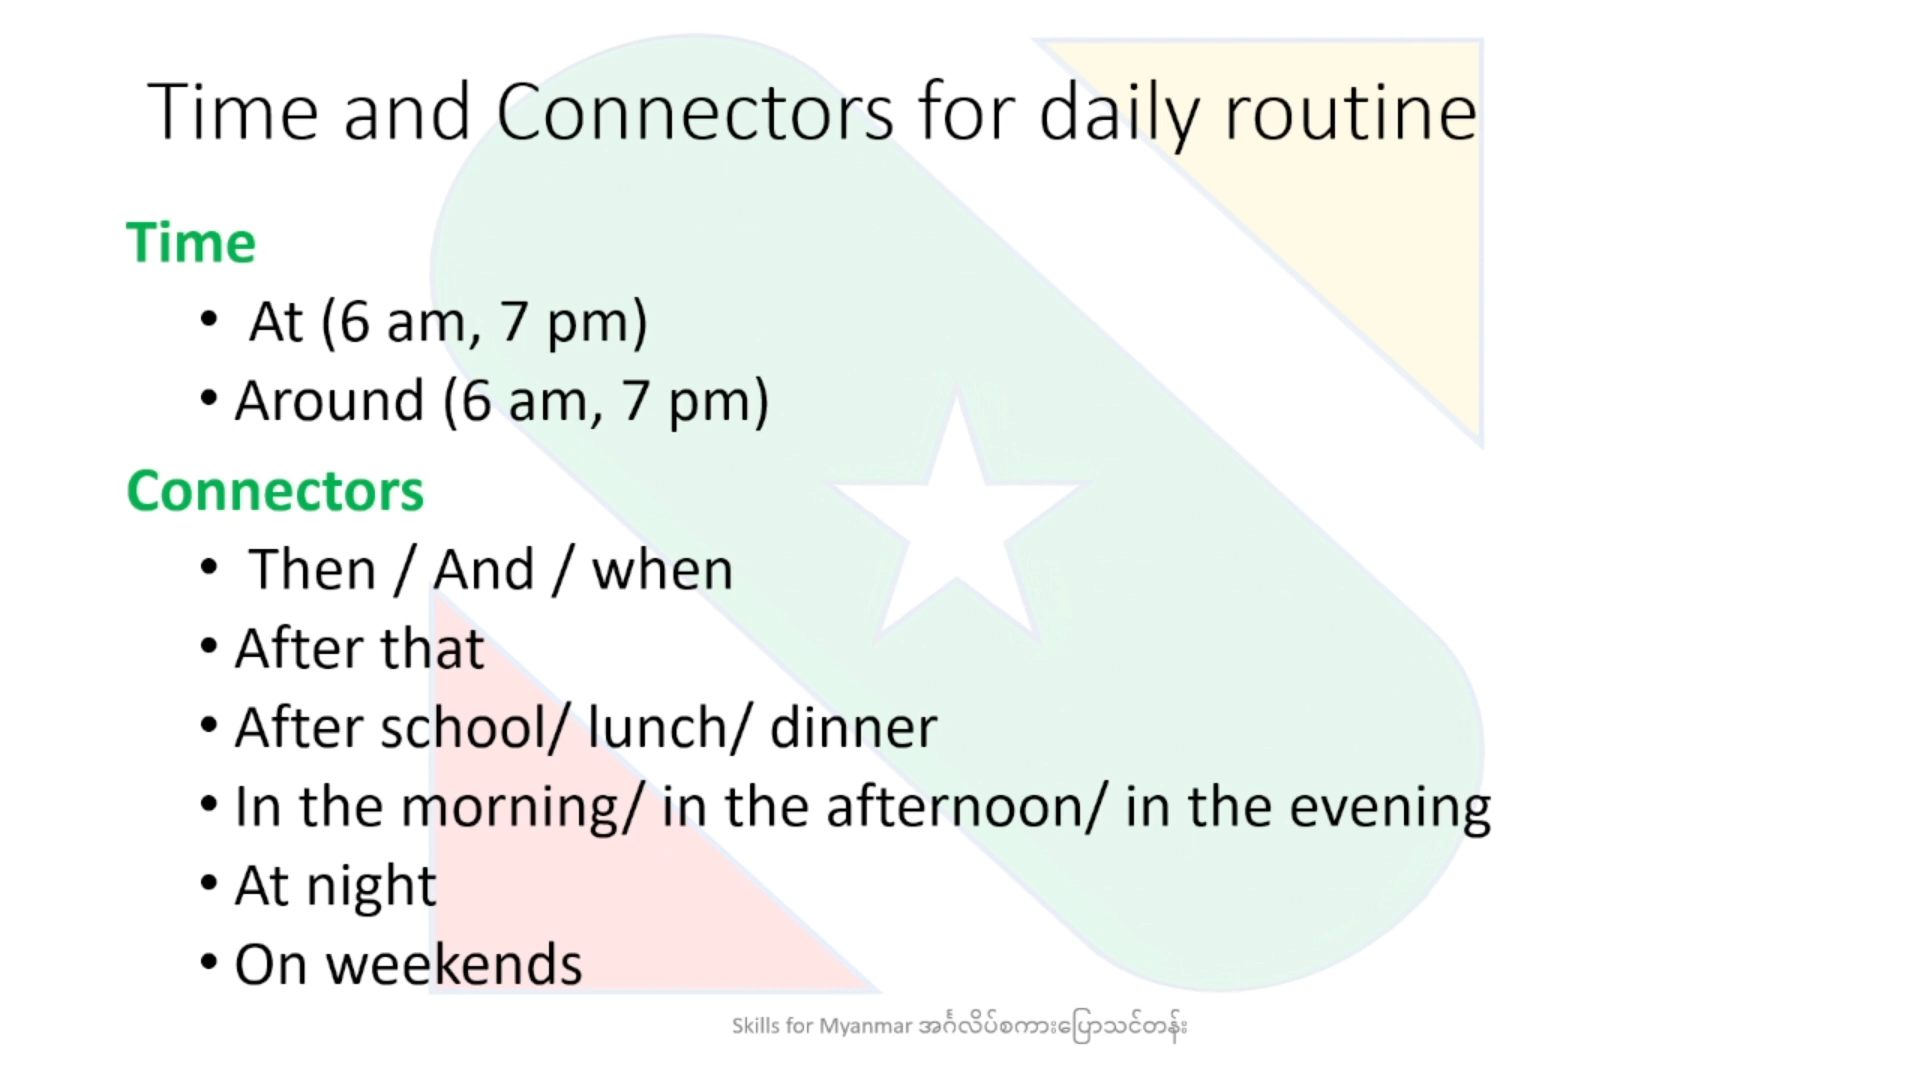 Time and Connectors for daily routine
Time
• At (6 am, 7 pm)
• Around (6 am, 7 pm)
Connectors
• Then / And / when
• After that
• After school/ lunch/ dinner
• In the morning/ in the afternoon/ in the evening
• At night
• On weekends
Skills for Myanmar အင်္ဂလိပ်စကားပြောသင်တန်း